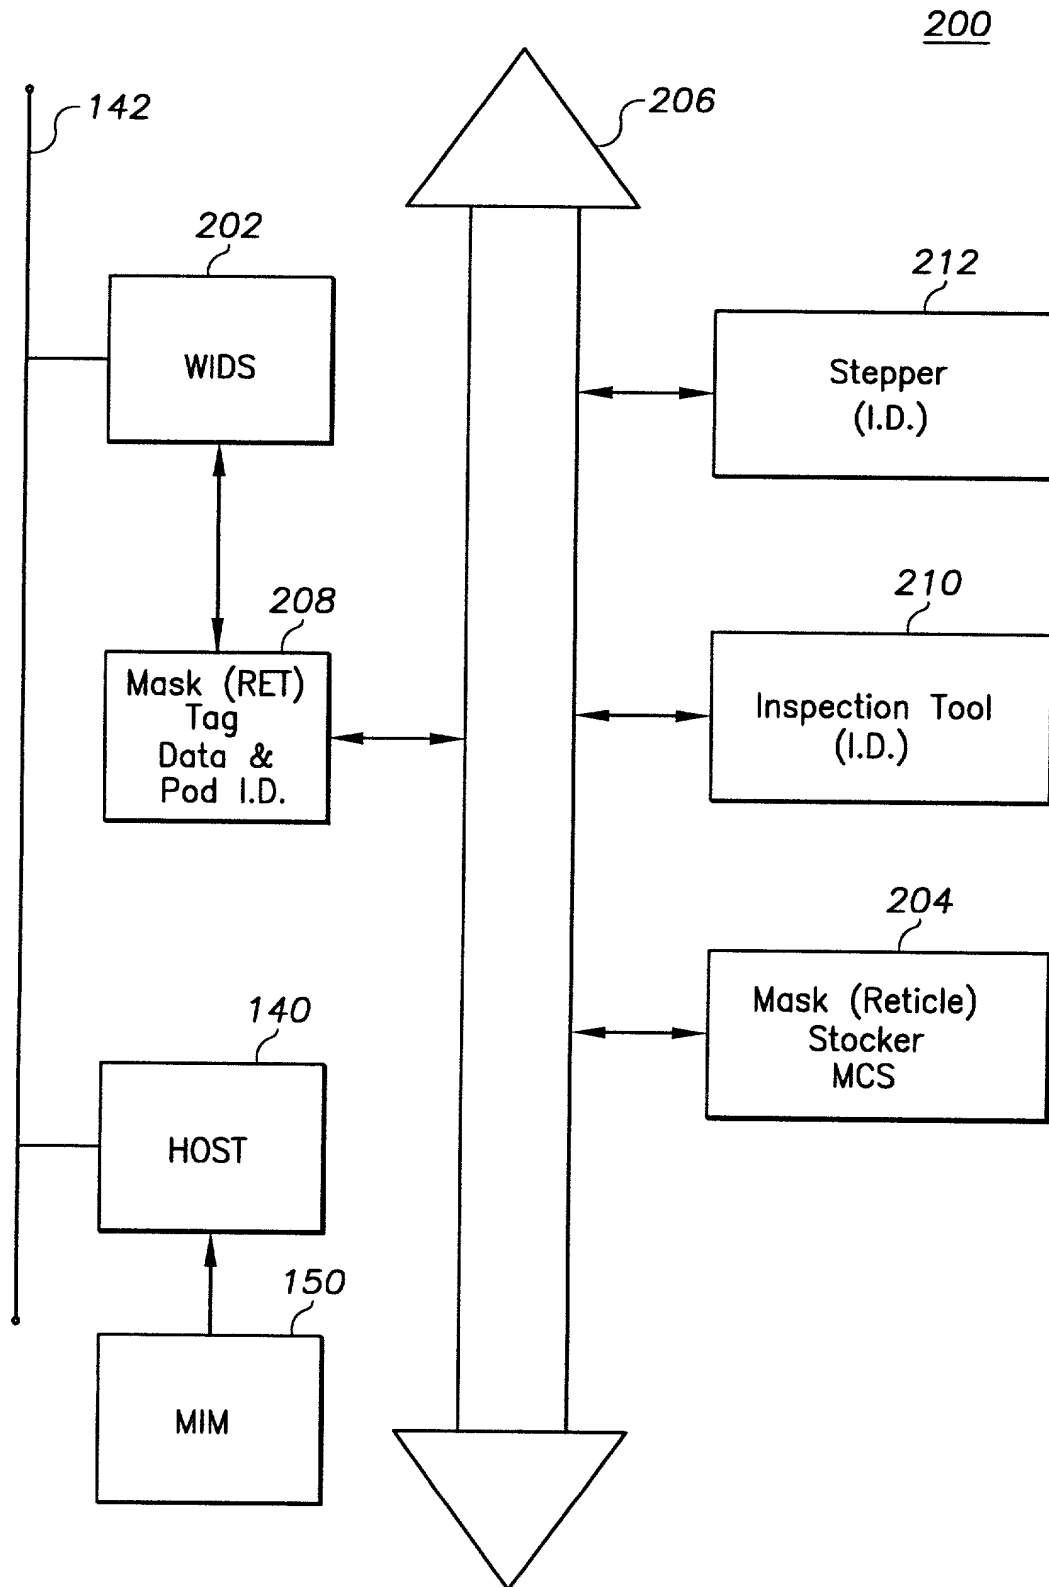 200
142
206
202
WIDS
212
Stepper
(I.D.)
208
Mask (RET)
Tag
Data &
Pod I.D.
210
Inspection Tool
(I.D.)
204
Mask (Reticle)
Stocker
MCS
140
HOST
150
MIM